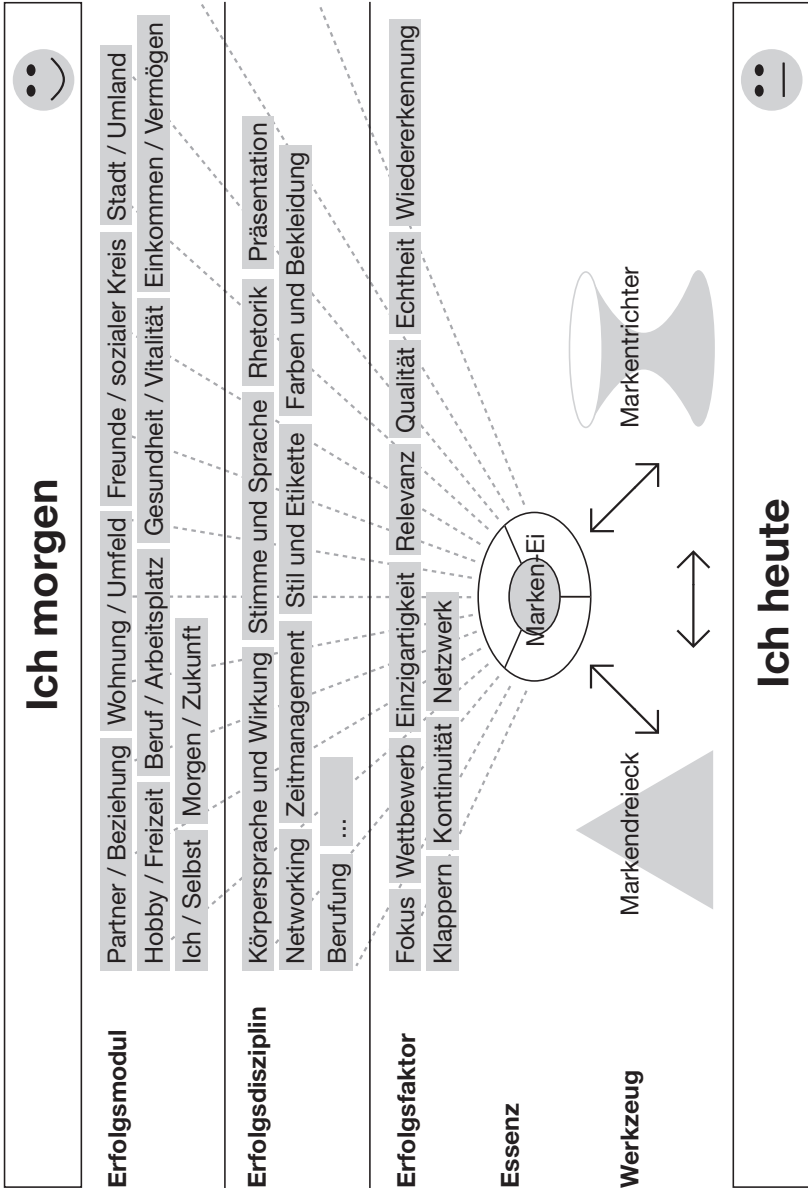 Ich morgen
Erfolgsmodul
Partner / Beziehung Wohnung / Umfeld Freunde / sozialer Kreis Stadt / Umland
Hobby / Freizeit Beruf / Arbeitsplatz Gesundheit / Vitalität Einkommen / Vermögen
Ich / Selbst Morgen / Zukunft
Erfolgsdisziplin
Körpersprache und Wirkung Stimme und Sprache Rhetorik Präsentation
Networking Zeitmanagement Stil und Etikette Farben und Bekleidung
Berufung ...
Erfolgsfaktor
Fokus Wettbewerb Einzigartigkeit Relevanz Qualität Echtheit Wiedererkennung
Klappern Kontinuität Netzwerk
Essenz
Marken-Ei
Werkzeug
Markendreieck Markentrichter
Ich heute